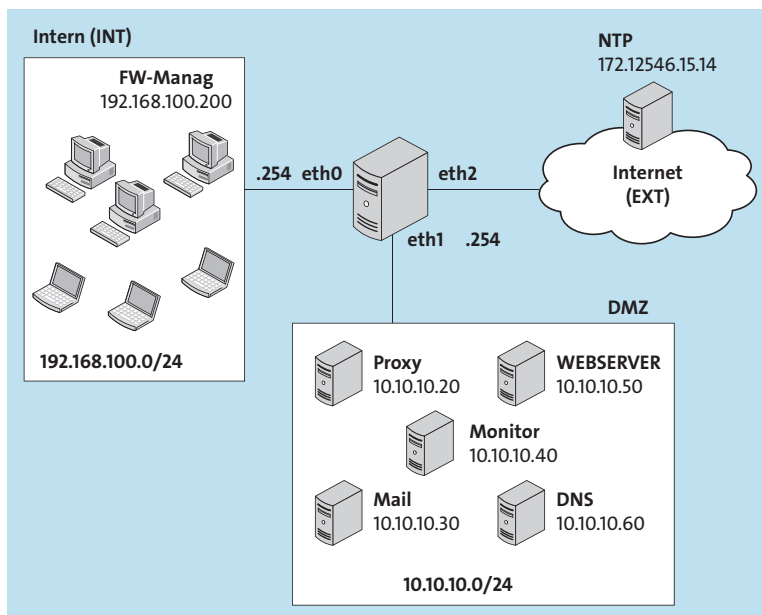 Intern (INT)
FW-Manag
192.168.100.200
192.168.100.0/24
.254 eth0
eth2
eth1 .254
NTP
172.12546.15.14
Internet
(EXT)
DMZ
Proxy
10.10.10.20
WEBSERVER
10.10.10.50
Monitor
10.10.10.40
Mail
10.10.10.30
DNS
10.10.10.60
10.10.10.0/24